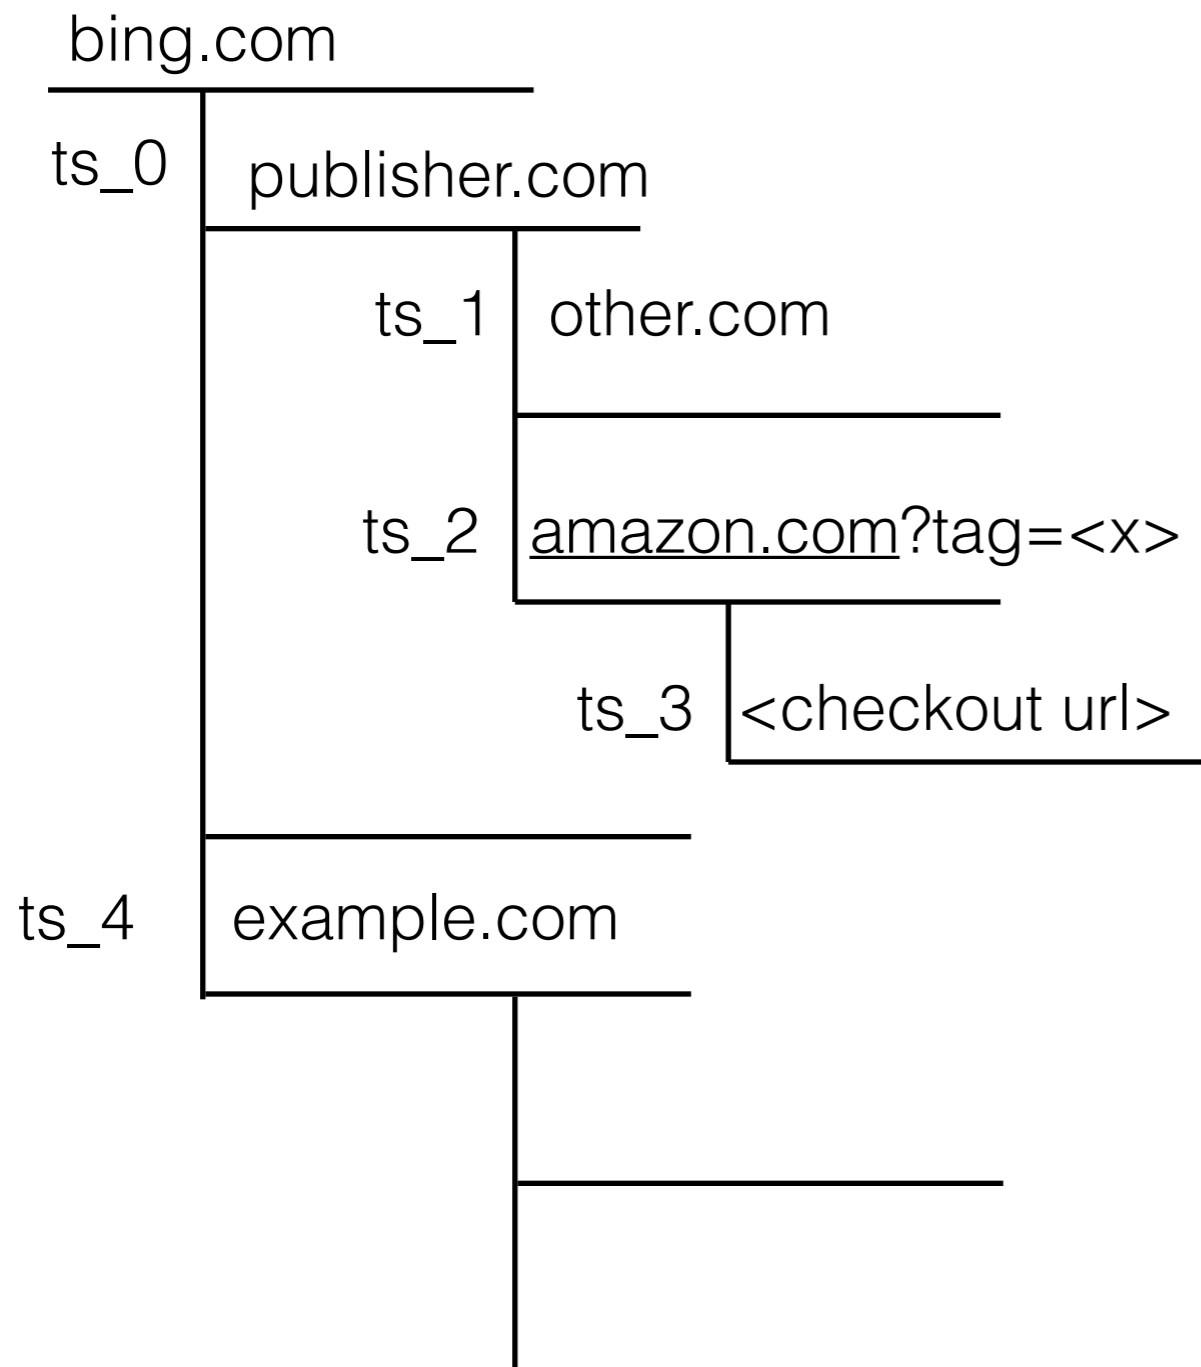 bing.com
ts_0 publisher.com
ts_1 other.com
ts_2 amazon.com?tag=<x>
ts_3 <checkout url>
ts_4 example.com